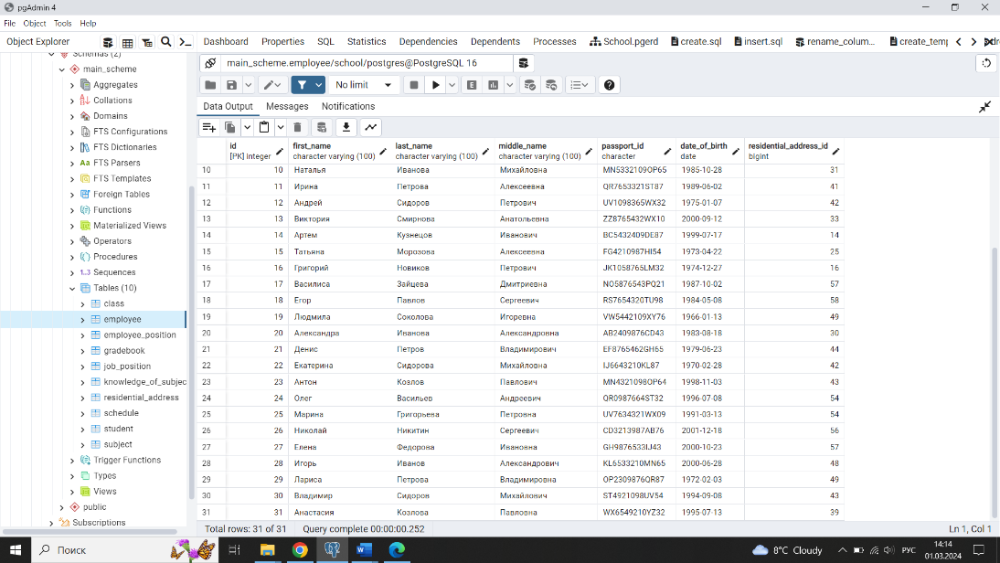 pgAdmin 4
File Object Tools Help
Object Explorer
Dashboard Properties SQL Statistics Dependencies Dependents Processes School.pgerd create.sql insert.sql rename_colum... create_temp
Schemas (2)
main_scheme
Aggregates
Collations
Domains
FTS Configurations
FTS Dictionaries
FTS Parsers
FTS Templates
Foreign Tables
Functions
Materialized Views
Operators
Procedures
1..3 Sequences
Tables (10)
class
employee
employee_position
gradebook
job_position
knowledge_of_subjec
residential_address
schedule
student
subject
Trigger Functions
Types
Views
public
Subscriptions
main_scheme.employee/school/postgres@PostgreSQL 16
No limit
Data Output Messages Notifications
id first_name last_name middle_name passport_id date_of_birth residential_address_id
[PK] integer character varying (100) character varying (100) character varying (100) character date bigint
10 10 Наталья Иванова Михайловна MN5332109OP65 1985-10-28 31
11 11 Ирина Петрова Алексеевна QR7653321ST87 1989-06-02 41
12 12 Андрей Сидоров Петрович UV1098365WX32 1975-01-07 42
13 13 Виктория Смирнова Анатольевна ZZ8765432WX10 2000-09-12 33
14 14 Артем Кузнецов Иванович BC5432409DE87 1999-07-17 14
15 15 Татьяна Морозова Алексеевна FG4210987HI54 1973-04-22 25
16 16 Григорий Новиков Петрович JK1058765LM32 1974-12-27 16
17 17 Василиса Зайцева Дмитриевна NO5876543PQ21 1987-10-02 57
18 18 Егор Павлов Сергеевич RS7654320TU98 1984-05-08 58
19 19 Людмила Соколова Игоревна VW5442109XY76 1966-01-13 49
20 20 Александра Иванова Александровна AB2409876CD43 1983-08-18 30
21 21 Денис Петров Владимирович EF8765462GH65 1979-06-23 44
22 22 Екатерина Сидорова Михайловна IJ6643210KL87 1970-02-28 42
23 23 Антон Козлов Павлович MN4321098OP64 1998-11-03 43
24 24 Олег Васильев Андреевич QR0987664ST32 1996-07-08 54
25 25 Марина Григорьева Петровна UV7634321WX09 1991-03-13 54
26 26 Николай Никитин Сергеевич CD3213987AB76 2001-12-18 56
27 27 Елена Федорова Ивановна GH9876533IJ43 2000-10-23 57
28 28 Игорь Иванов Александрович KL6533210MN65 2000-06-28 48
29 29 Лариса Петрова Владимировна OP2309876QR87 1972-02-03 49
30 30 Владимир Сидоров Михайлович ST4921098UV54 1994-09-08 43
31 31 Анастасия Козлова Павловна WX6549210YZ32 1995-07-13 39
Total rows: 31 of 31 Query complete 00:00:00.252 Ln 1, Col 1
Поиск
8°C Cloudy
РУС
14:14
01.03.2024